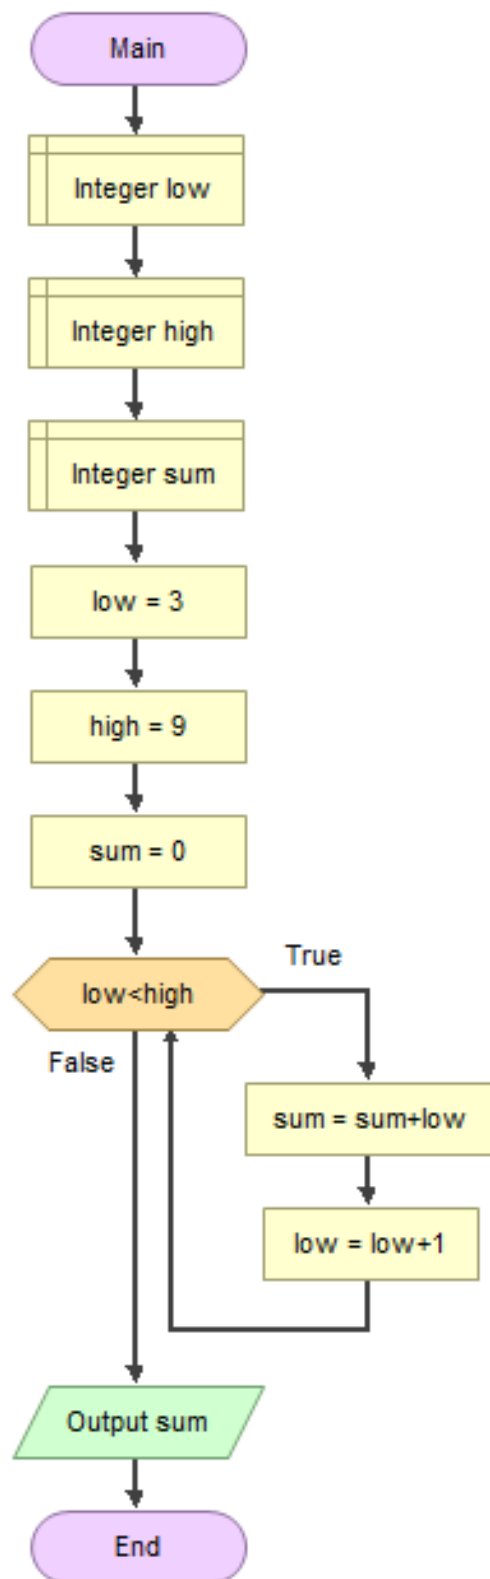 Main
Integer low
Integer high
Integer sum
low = 3
high = 9
sum = 0
low<high
True
False
sum = sum+low
low = low+1
Output sum
End